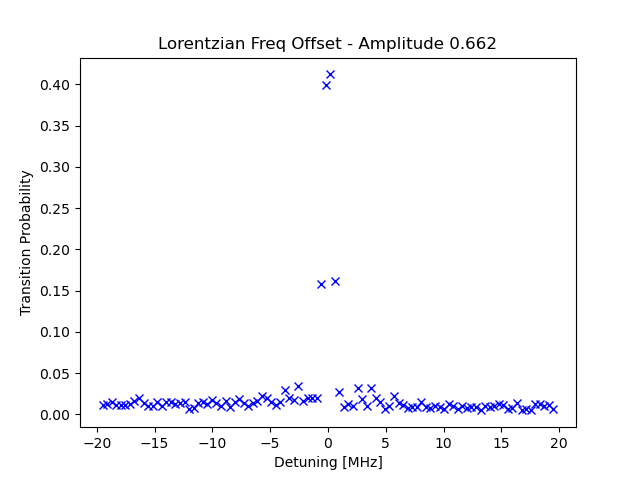 Lorentzian Freq Offset - Amplitude 0.662
0.40
0.35
0.30
0.25
0.20
0.15
0.10
0.05
0.00
Transition Probability
−20 −15 −10 −5 0 5 10 15 20
Detuning [MHz]